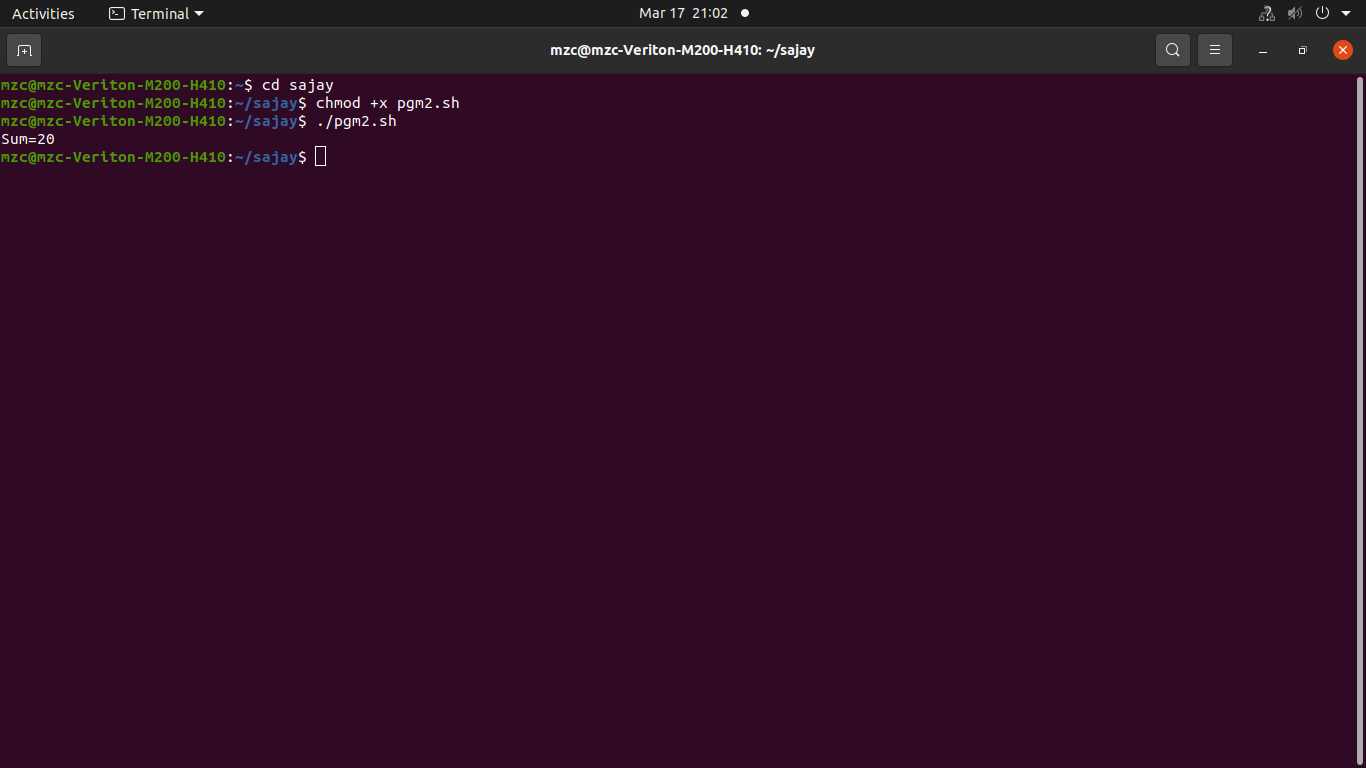 Activities Terminal Mar 17 21:02
mzc@mzc-Veriton-M200-H410: ~/sajay
mzc@mzc-Veriton-M200-H410:~$ cd sajay
mzc@mzc-Veriton-M200-H410:~/sajay$ chmod +x pgm2.sh
mzc@mzc-Veriton-M200-H410:~/sajay$ ./pgm2.sh
Sum=20
mzc@mzc-Veriton-M200-H410:~/sajay$